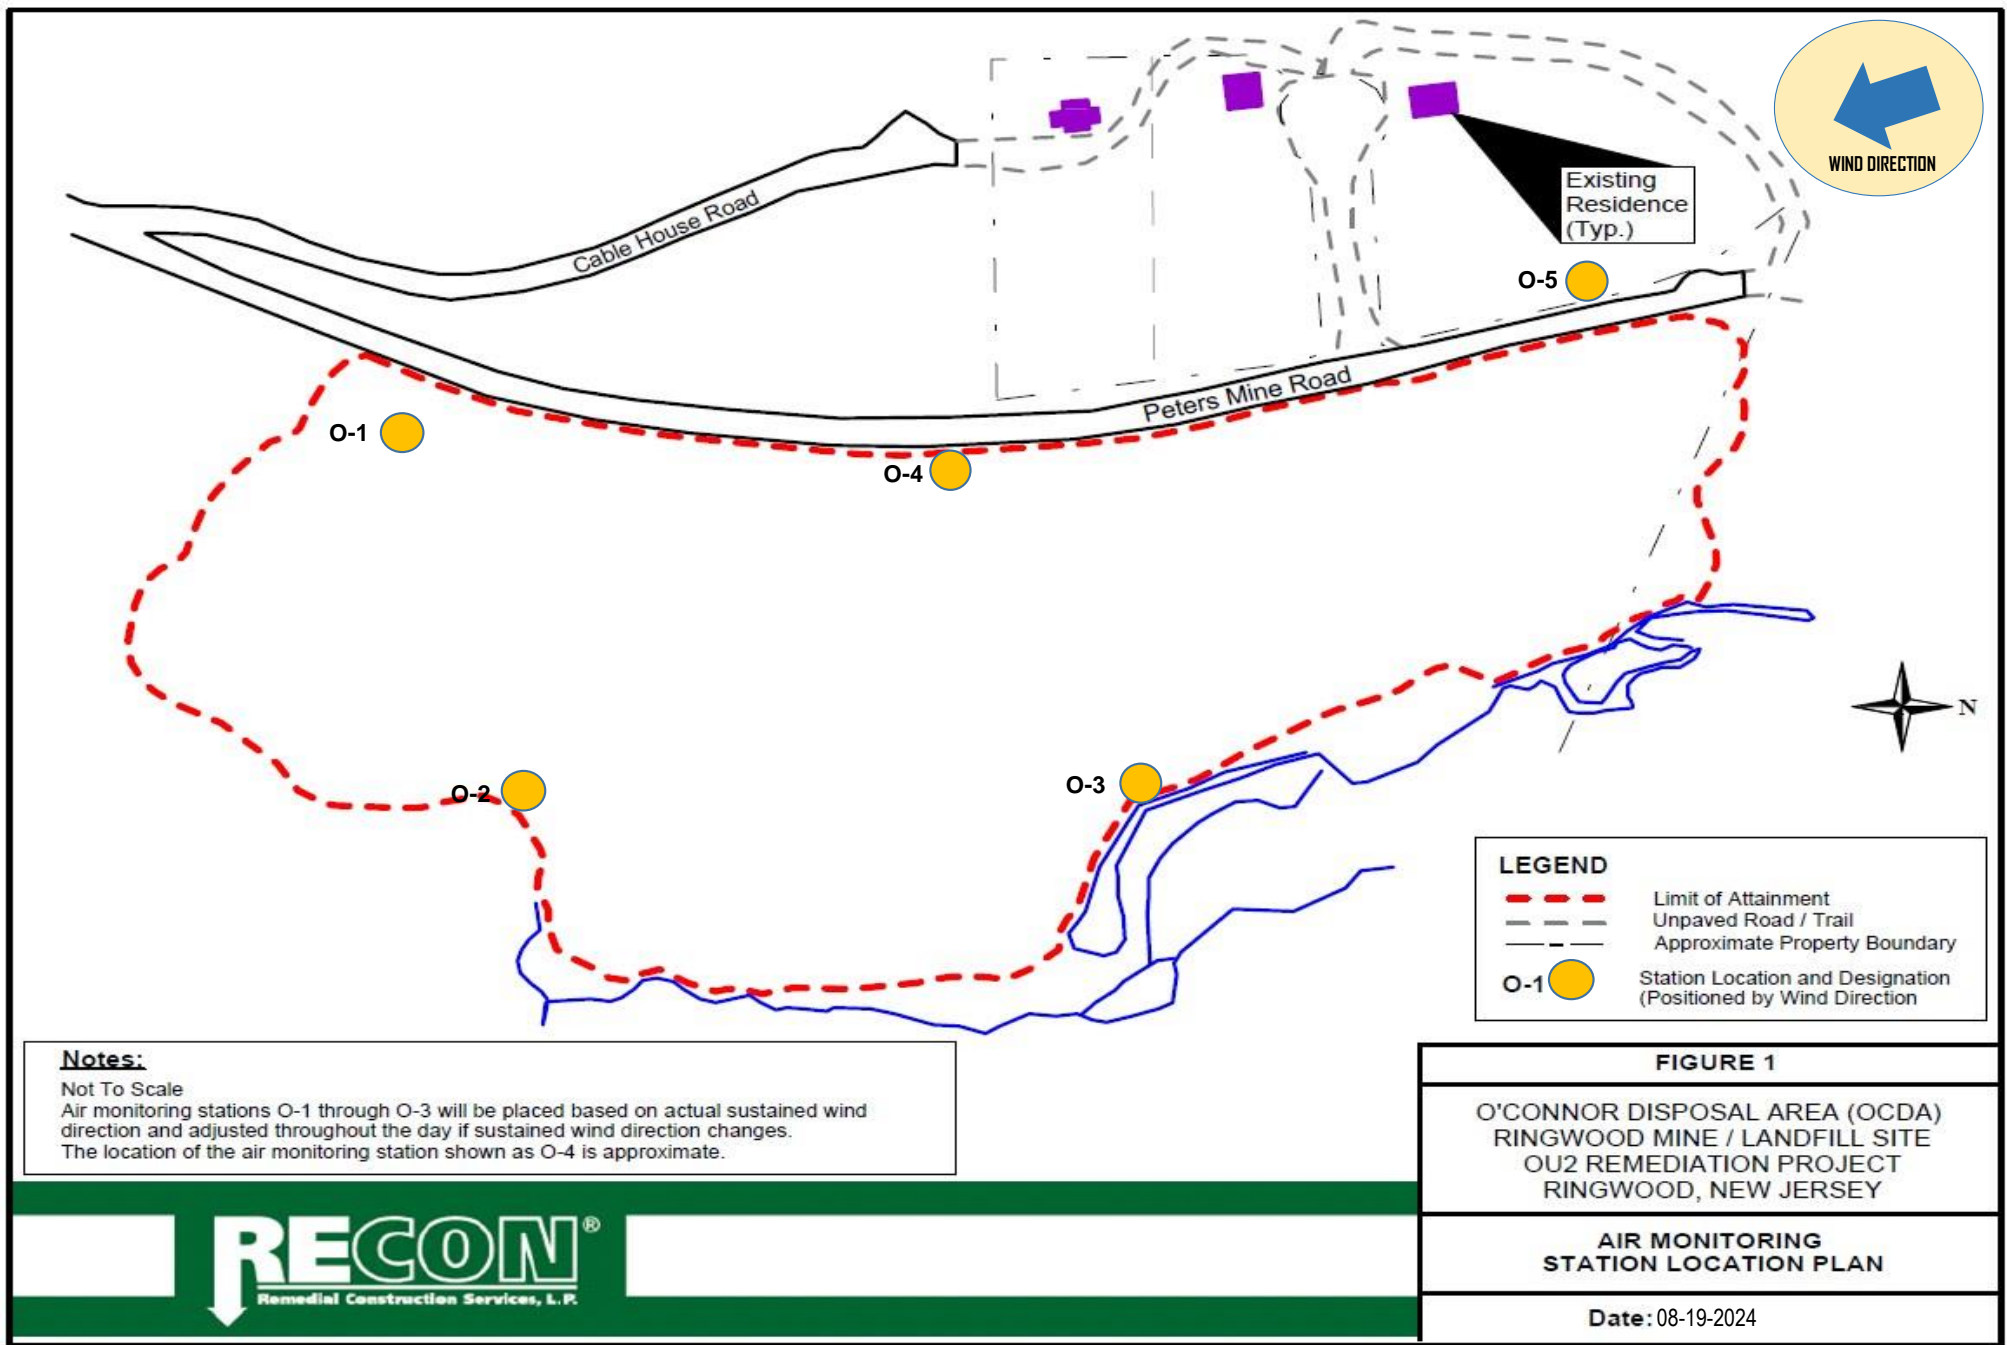 WIND DIRECTION
Existing
Residence
(Typ.)
Cable House Road
O-5
Peters Mine Road
O-1
O-4
O-2
O-3
N
LEGEND
Limit of Attainment
Unpaved Road / Trail
Approximate Property Boundary
O-1
Station Location and Designation
(Positioned by Wind Direction
Notes:
Not To Scale
Air monitoring stations O-1 through O-3 will be placed based on actual sustained wind
direction and adjusted throughout the day if sustained wind direction changes.
The location of the air monitoring station shown as O-4 is approximate.
RECON®
Remedial Construction Services, L.P.
FIGURE 1
O'CONNOR DISPOSAL AREA (OCDA)
RINGWOOD MINE / LANDFILL SITE
OU2 REMEDIATION PROJECT
RINGWOOD, NEW JERSEY
AIR MONITORING
STATION LOCATION PLAN
Date: 08-19-2024